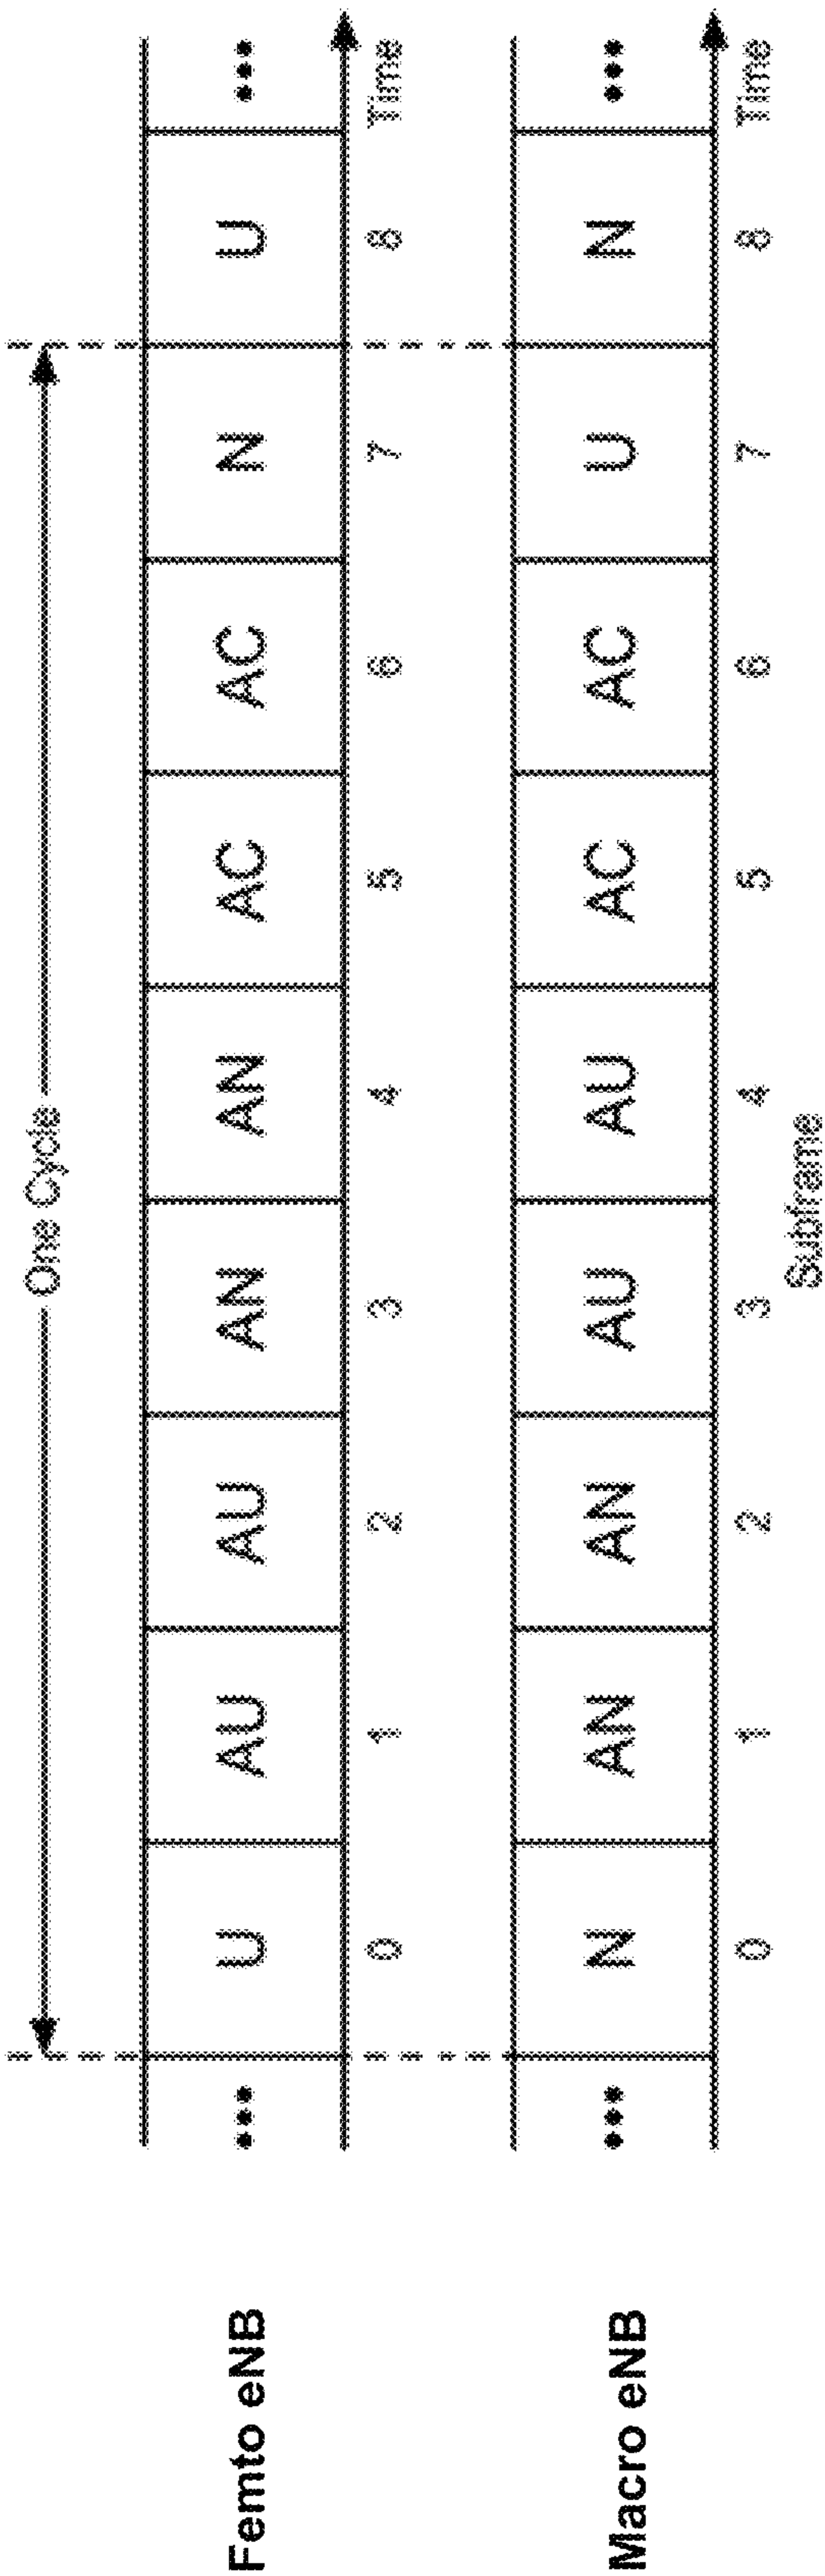 One Cycle
Femto eNB ••• U AU AU AN AN AC AC N U •••
0 1 2 3 4 5 6 7 8 Time
Macro eNB ••• N AN AN AU AU AC AC U N •••
0 1 2 3 4 5 6 7 8 Time
Subframe